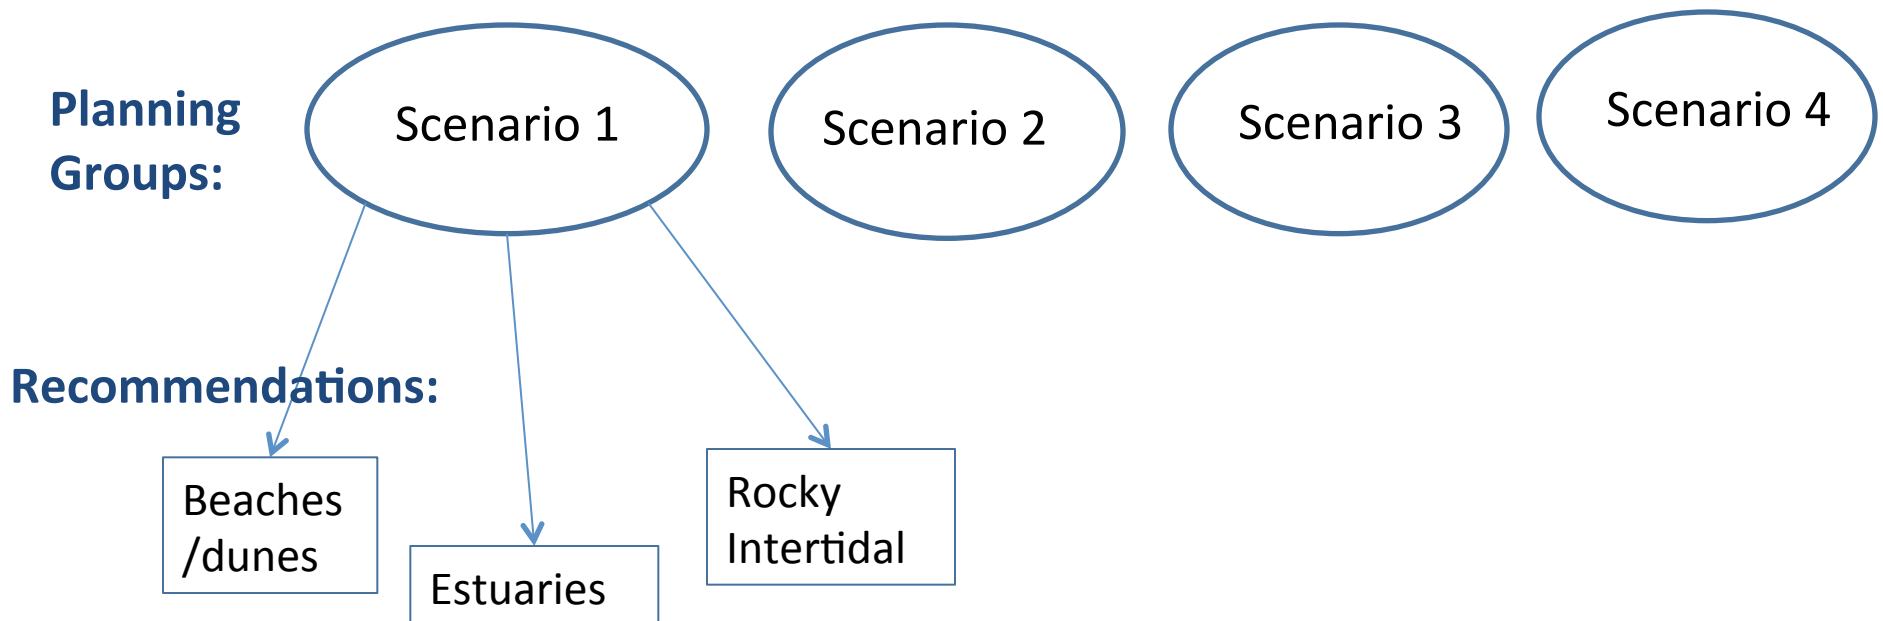 Planning
Groups:
Scenario 1
Scenario 2
Scenario 3
Scenario 4
Recommendations:
Beaches
/dunes
Estuaries
Rocky
Intertidal